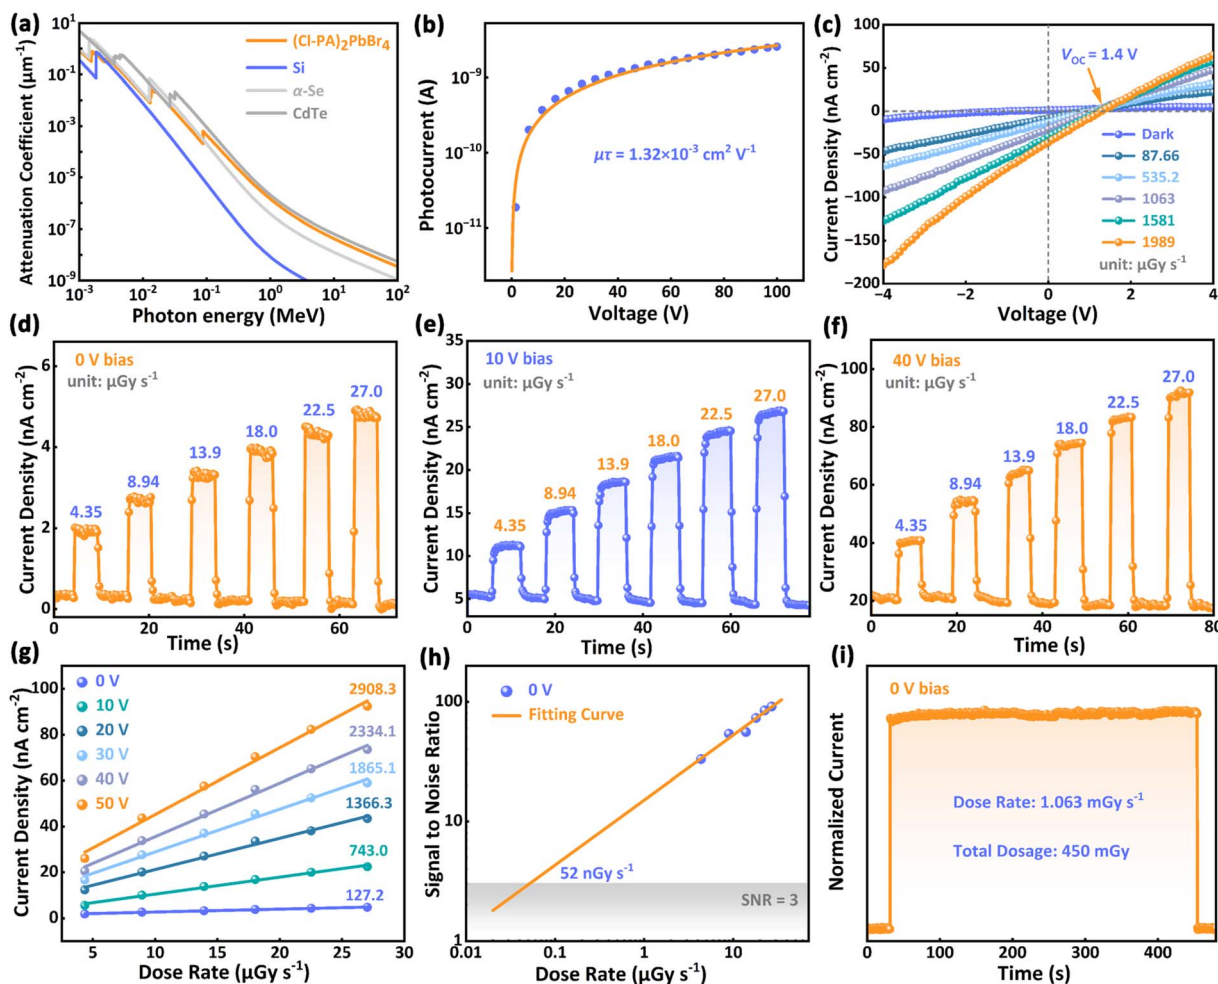 (a)
10¹
10⁻¹
10⁻³
10⁻⁵
10⁻⁷
10⁻⁹
Attenuation Coefficient (μm⁻¹)
(Cl-PA)₂PbBr₄
Si
α-Se
CdTe
10⁻³ 10⁻² 10⁻¹ 10⁰ 10¹ 10²
Photon energy (MeV)
(b)
10⁻⁹
10⁻¹⁰
10⁻¹¹
Photocurrent (A)
μτ = 1.32×10⁻³ cm² V⁻¹
0 20 40 60 80 100
Voltage (V)
(c)
100
50
0
−50
−100
−150
−200
Current Density (nA cm⁻²)
V_OC = 1.4 V
Dark
87.66
535.2
1063
1581
1989
unit: μGy s⁻¹
−4 −2 0 2 4
Voltage (V)
(d)
6
4
2
0
Current Density (nA cm⁻²)
0 V bias
unit: μGy s⁻¹
4.35
8.94
13.9
18.0
22.5
27.0
0 20 40 60
Time (s)
(e)
35
30
25
20
15
10
5
Current Density (nA cm⁻²)
10 V bias
unit: μGy s⁻¹
4.35
8.94
13.9
18.0
22.5
27.0
0 20 40 60
Time (s)
(f)
100
80
60
40
20
Current Density (nA cm⁻²)
40 V bias
unit: μGy s⁻¹
4.35
8.94
13.9
18.0
22.5
27.0
0 20 40 60 80
Time (s)
(g)
100
80
60
40
20
0
Current Density (nA cm⁻²)
0 V
10 V
20 V
30 V
40 V
50 V
2908.3
2334.1
1865.1
1366.3
743.0
127.2
5 10 15 20 25 30
Dose Rate (μGy s⁻¹)
(h)
100
10
1
Signal to Noise Ratio
0 V
Fitting Curve
52 nGy s⁻¹
SNR = 3
0.01 0.1 1 10 100
Dose Rate (μGy s⁻¹)
(i)
Normalized Current
0 V bias
Dose Rate: 1.063 mGy s⁻¹
Total Dosage: 450 mGy
0 100 200 300 400
Time (s)